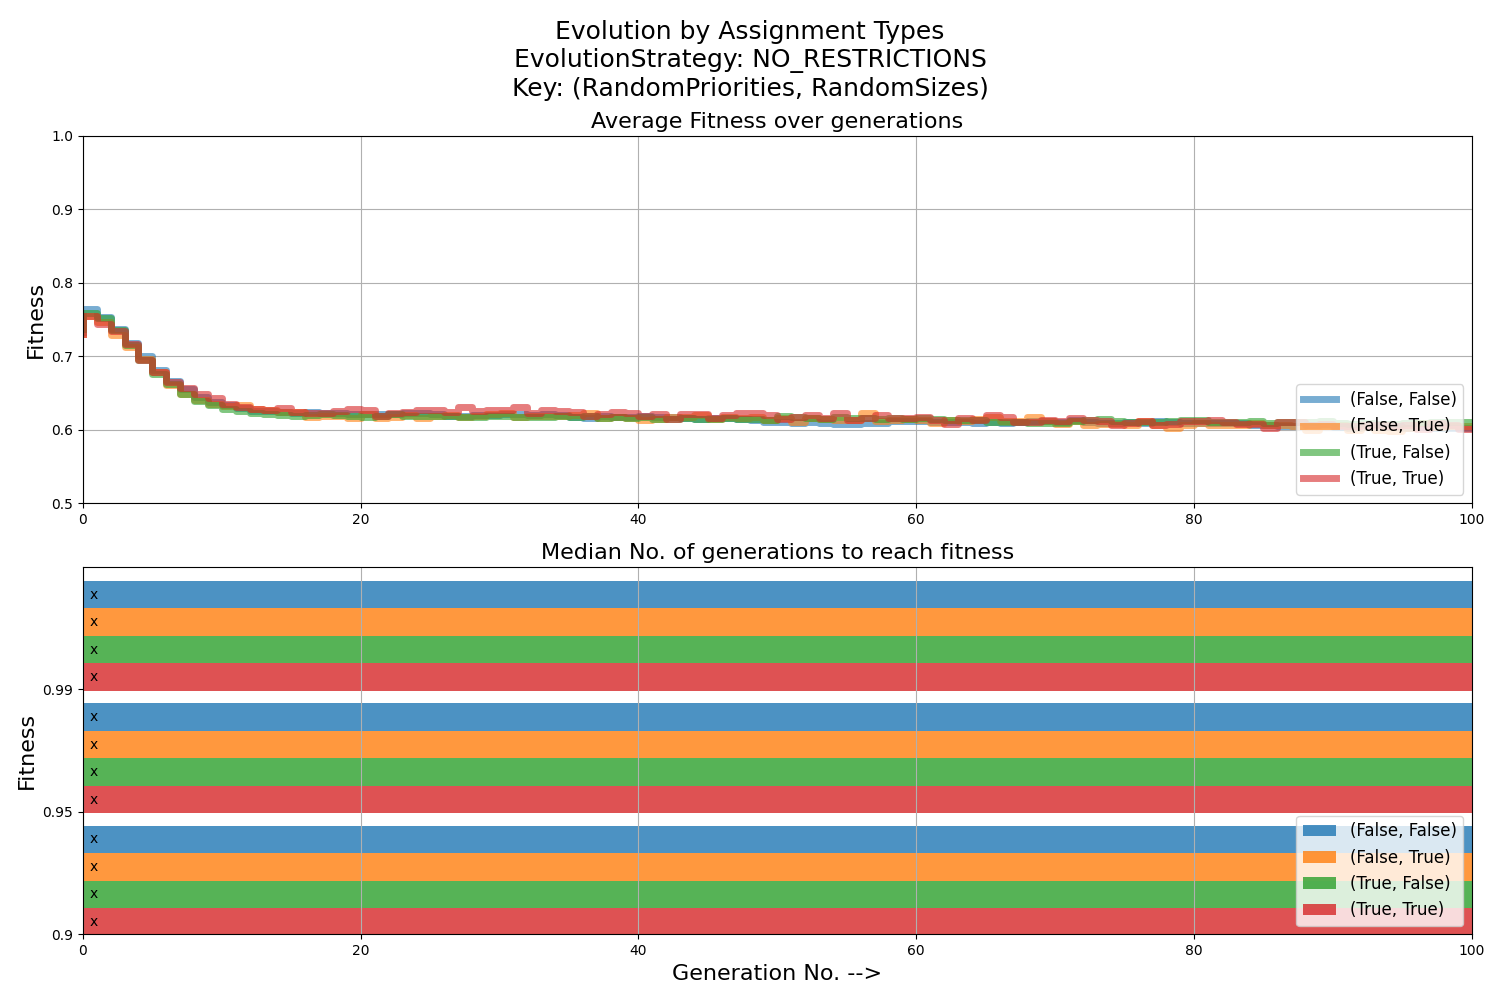 Evolution by Assignment Types
EvolutionStrategy: NO_RESTRICTIONS
Key: (RandomPriorities, RandomSizes)
Average Fitness over generations
1.0
0.9
0.8
0.7
0.6
0.5
Fitness
0 20 40 60 80 100
(False, False)
(False, True)
(True, False)
(True, True)
Median No. of generations to reach fitness
x
x
x
x
0.99
x
x
x
x
0.95
x
x
x
x
0.9
Fitness
(False, False)
(False, True)
(True, False)
(True, True)
0 20 40 60 80 100
Generation No. -->